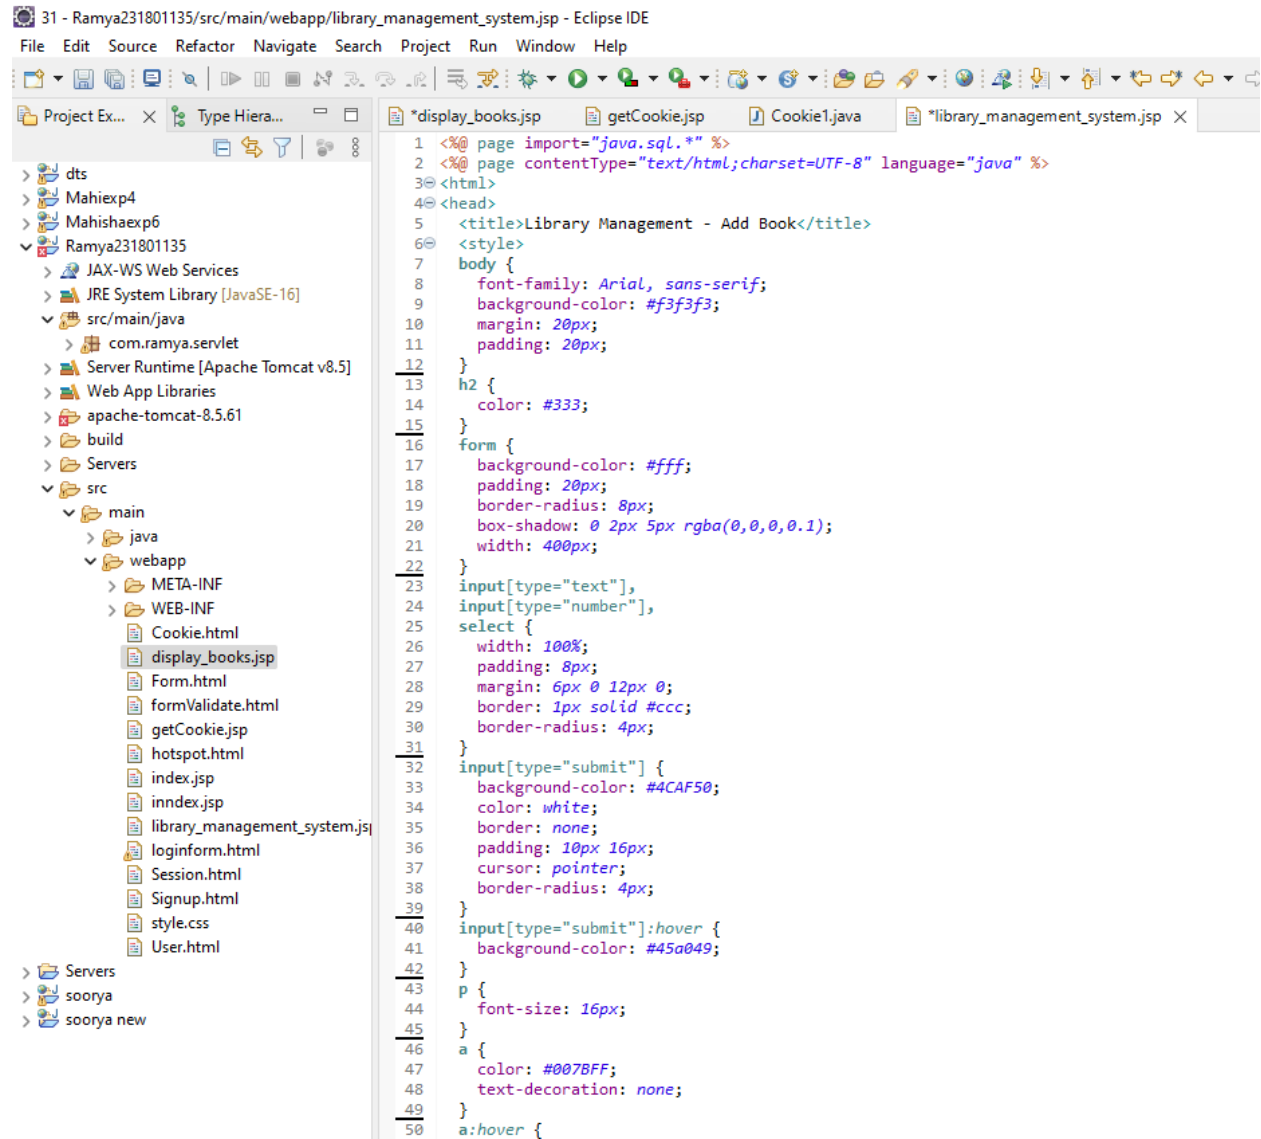 31 - Ramya231801135/src/main/webapp/library_management_system.jsp - Eclipse IDE
File Edit Source Refactor Navigate Search Project Run Window Help
Project Ex... Type Hiera...
dts
Mahiexp4
Mahishaexp6
Ramya231801135
JAX-WS Web Services
JRE System Library [JavaSE-16]
src/main/java
com.ramya.servlet
Server Runtime [Apache Tomcat v8.5]
Web App Libraries
apache-tomcat-8.5.61
build
Servers
src
main
java
webapp
META-INF
WEB-INF
Cookie.html
display_books.jsp
Form.html
formValidate.html
getCookie.jsp
hotspot.html
index.jsp
inndex.jsp
library_management_system.jsp
loginform.html
Session.html
Signup.html
style.css
User.html
Servers
soorya
soorya new
*display_books.jsp getCookie.jsp Cookie1.java *library_management_system.jsp
1 <%@ page import="java.sql.*" %>
2 <%@ page contentType="text/html;charset=UTF-8" language="java" %>
3 <html>
4 <head>
5 <title>Library Management - Add Book</title>
6 <style>
7 body {
8 font-family: Arial, sans-serif;
9 background-color: #f3f3f3;
10 margin: 20px;
11 padding: 20px;
12 }
13 h2 {
14 color: #333;
15 }
16 form {
17 background-color: #fff;
18 padding: 20px;
19 border-radius: 8px;
20 box-shadow: 0 2px 5px rgba(0,0,0,0.1);
21 width: 400px;
22 }
23 input[type="text"],
24 input[type="number"],
25 select {
26 width: 100%;
27 padding: 8px;
28 margin: 6px 0 12px 0;
29 border: 1px solid #ccc;
30 border-radius: 4px;
31 }
32 input[type="submit"] {
33 background-color: #4CAF50;
34 color: white;
35 border: none;
36 padding: 10px 16px;
37 cursor: pointer;
38 border-radius: 4px;
39 }
40 input[type="submit"]:hover {
41 background-color: #45a049;
42 }
43 p {
44 font-size: 16px;
45 }
46 a {
47 color: #007BFF;
48 text-decoration: none;
49 }
50 a:hover {